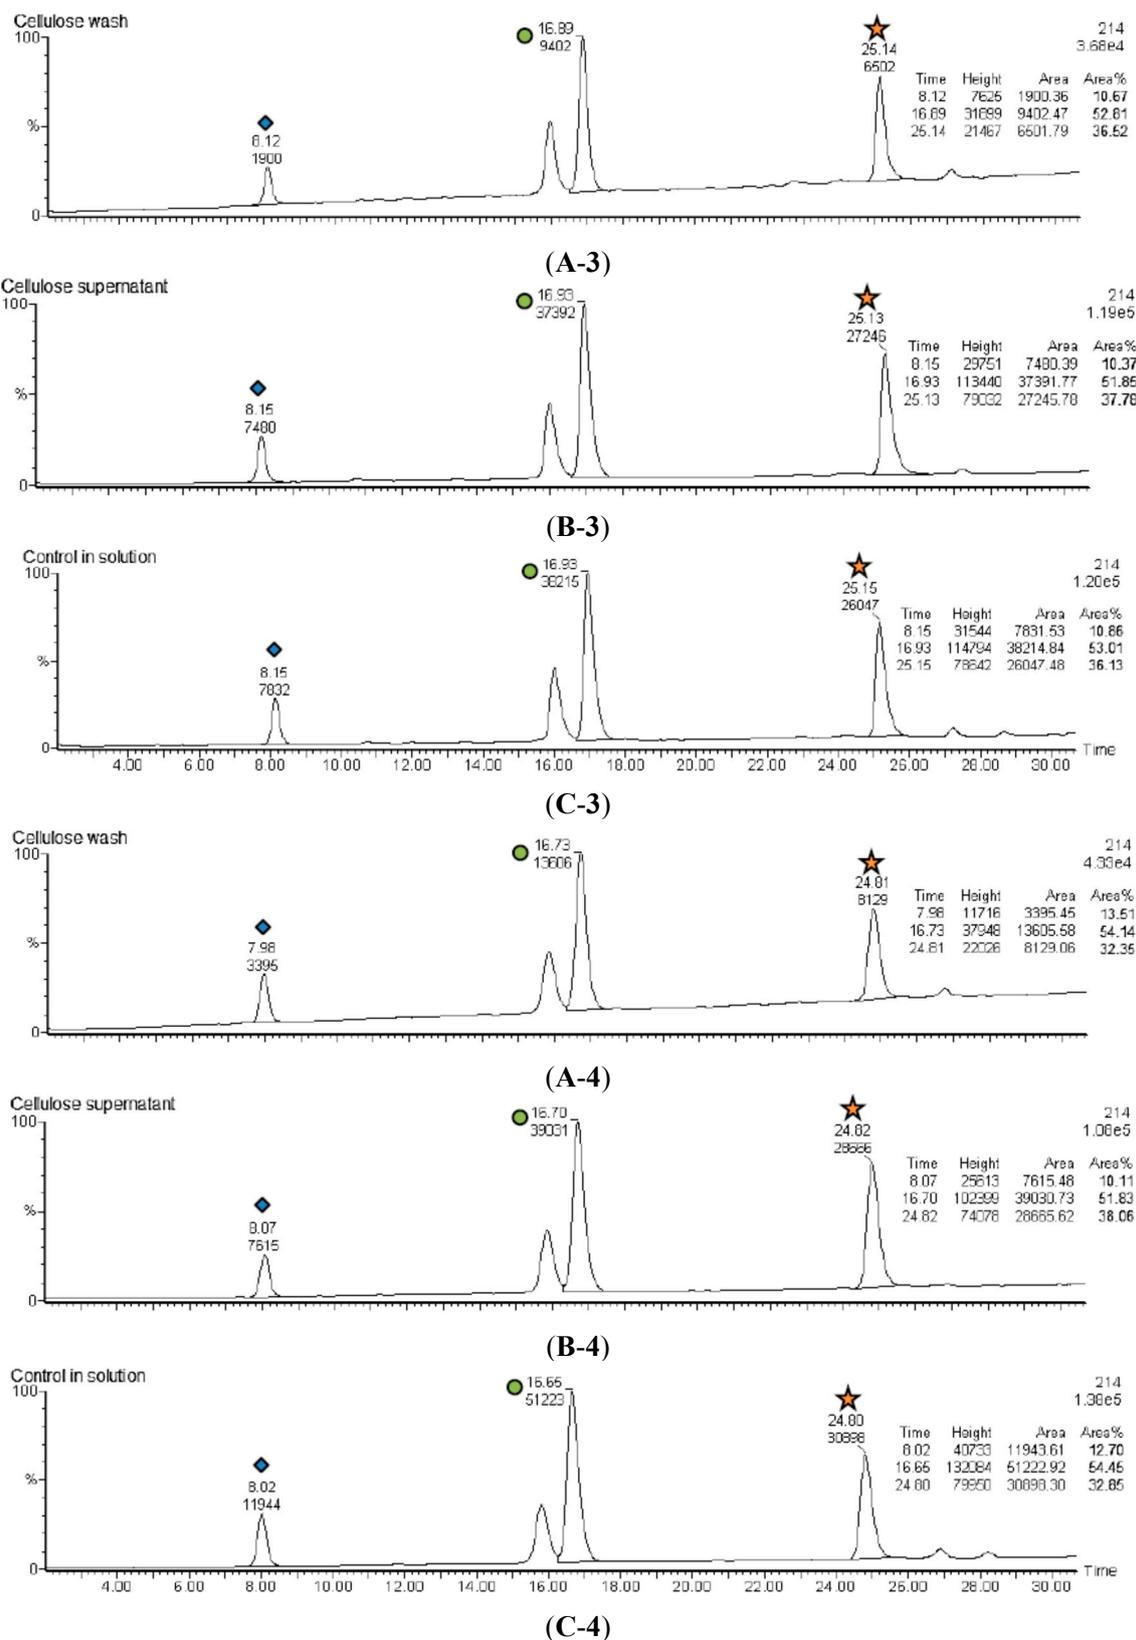 Cellulose wash
100
%
0
8.12
1900
16.89
9402
25.14
6502
214
3.68e4
Time Height Area Area%
8.12 7625 1900.36 10.67
16.89 31899 9402.47 52.81
25.14 21467 6501.79 36.52
(A-3)
Cellulose supernatant
100
%
0
8.15
7480
16.93
37392
25.13
27246
214
1.19e5
Time Height Area Area%
8.15 29751 7480.39 10.37
16.93 113440 37391.77 51.85
25.13 79032 27245.78 37.78
(B-3)
Control in solution
100
%
0
8.15
7832
16.93
38215
25.15
26047
214
1.20e5
Time Height Area Area%
8.15 31544 7831.53 10.86
16.93 114794 38214.84 53.01
25.15 78642 26047.48 36.13
Time
4.00 6.00 8.00 10.00 12.00 14.00 16.00 18.00 20.00 22.00 24.00 26.00 28.00 30.00
(C-3)
Cellulose wash
100
%
0
7.98
3395
16.73
13606
24.81
8129
214
4.33e4
Time Height Area Area%
7.98 11716 3395.45 13.51
16.73 37948 13605.58 54.14
24.81 22026 8129.06 32.35
(A-4)
Cellulose supernatant
100
%
0
8.07
7615
16.70
39031
24.82
28666
214
1.08e5
Time Height Area Area%
8.07 25613 7615.48 10.11
16.70 102399 39030.73 51.83
24.82 74078 28665.62 38.06
(B-4)
Control in solution
100
%
0
8.02
11944
16.65
51223
24.80
30898
214
1.38e5
Time Height Area Area%
8.02 40733 11943.61 12.70
16.65 132084 51222.92 54.45
24.80 79950 30898.30 32.85
Time
4.00 6.00 8.00 10.00 12.00 14.00 16.00 18.00 20.00 22.00 24.00 26.00 28.00 30.00
(C-4)